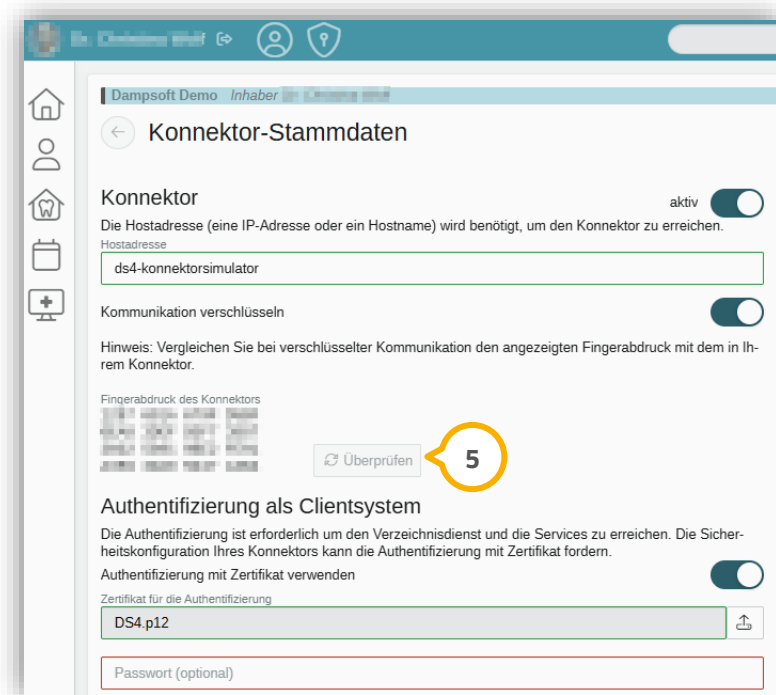 Dampsoft Demo Inhaber
Konnektor-Stammdaten
Konnektor
aktiv
Die Hostadresse (eine IP-Adresse oder ein Hostname) wird benötigt, um den Konnektor zu erreichen.
Hostadresse
ds4-konnektorsimulator
Kommunikation verschlüsseln
Hinweis: Vergleichen Sie bei verschlüsselter Kommunikation den angezeigten Fingerabdruck mit dem in Ih-
rem Konnektor.
Fingerabdruck des Konnektors
Überprüfen
5
Authentifizierung als Clientsystem
Die Authentifizierung ist erforderlich um den Verzeichnisdienst und die Services zu erreichen. Die Sicher-
heitskonfiguration Ihres Konnektors kann die Authentifizierung mit Zertifikat fordern.
Authentifizierung mit Zertifikat verwenden
Zertifikat für die Authentifizierung
DS4.p12
Passwort (optional)